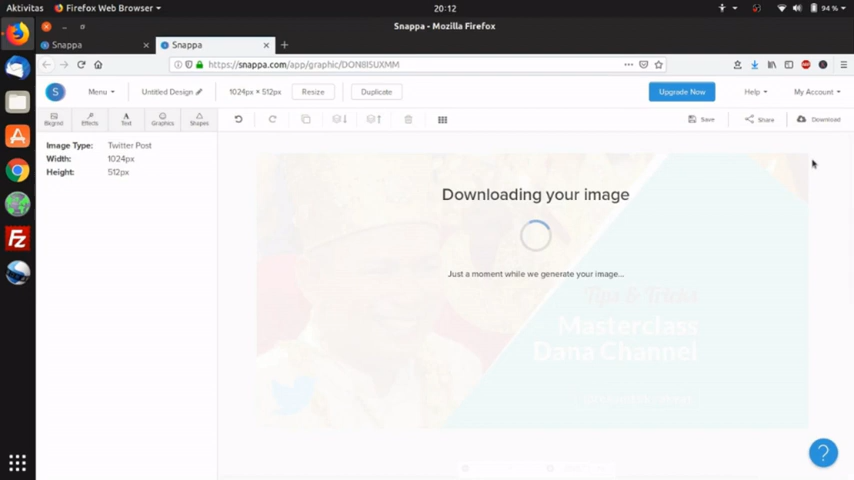 Aktivitas Firefox Web Browser 20:12 94 %
Snappa - Mozilla Firefox
Snappa Snappa
https://snappa.com/app/graphic/DON8I5UXMM
Menu Untitled Design 1024px × 512px Resize Duplicate Upgrade Now Help My Account
Bkgrnd Effects Text Graphics Shapes Save Share Download
Image Type: Twitter Post
Width: 1024px
Height: 512px
Downloading your image
Just a moment while we generate your image...
Tips & Tricks
Masterclass
Dana Channel